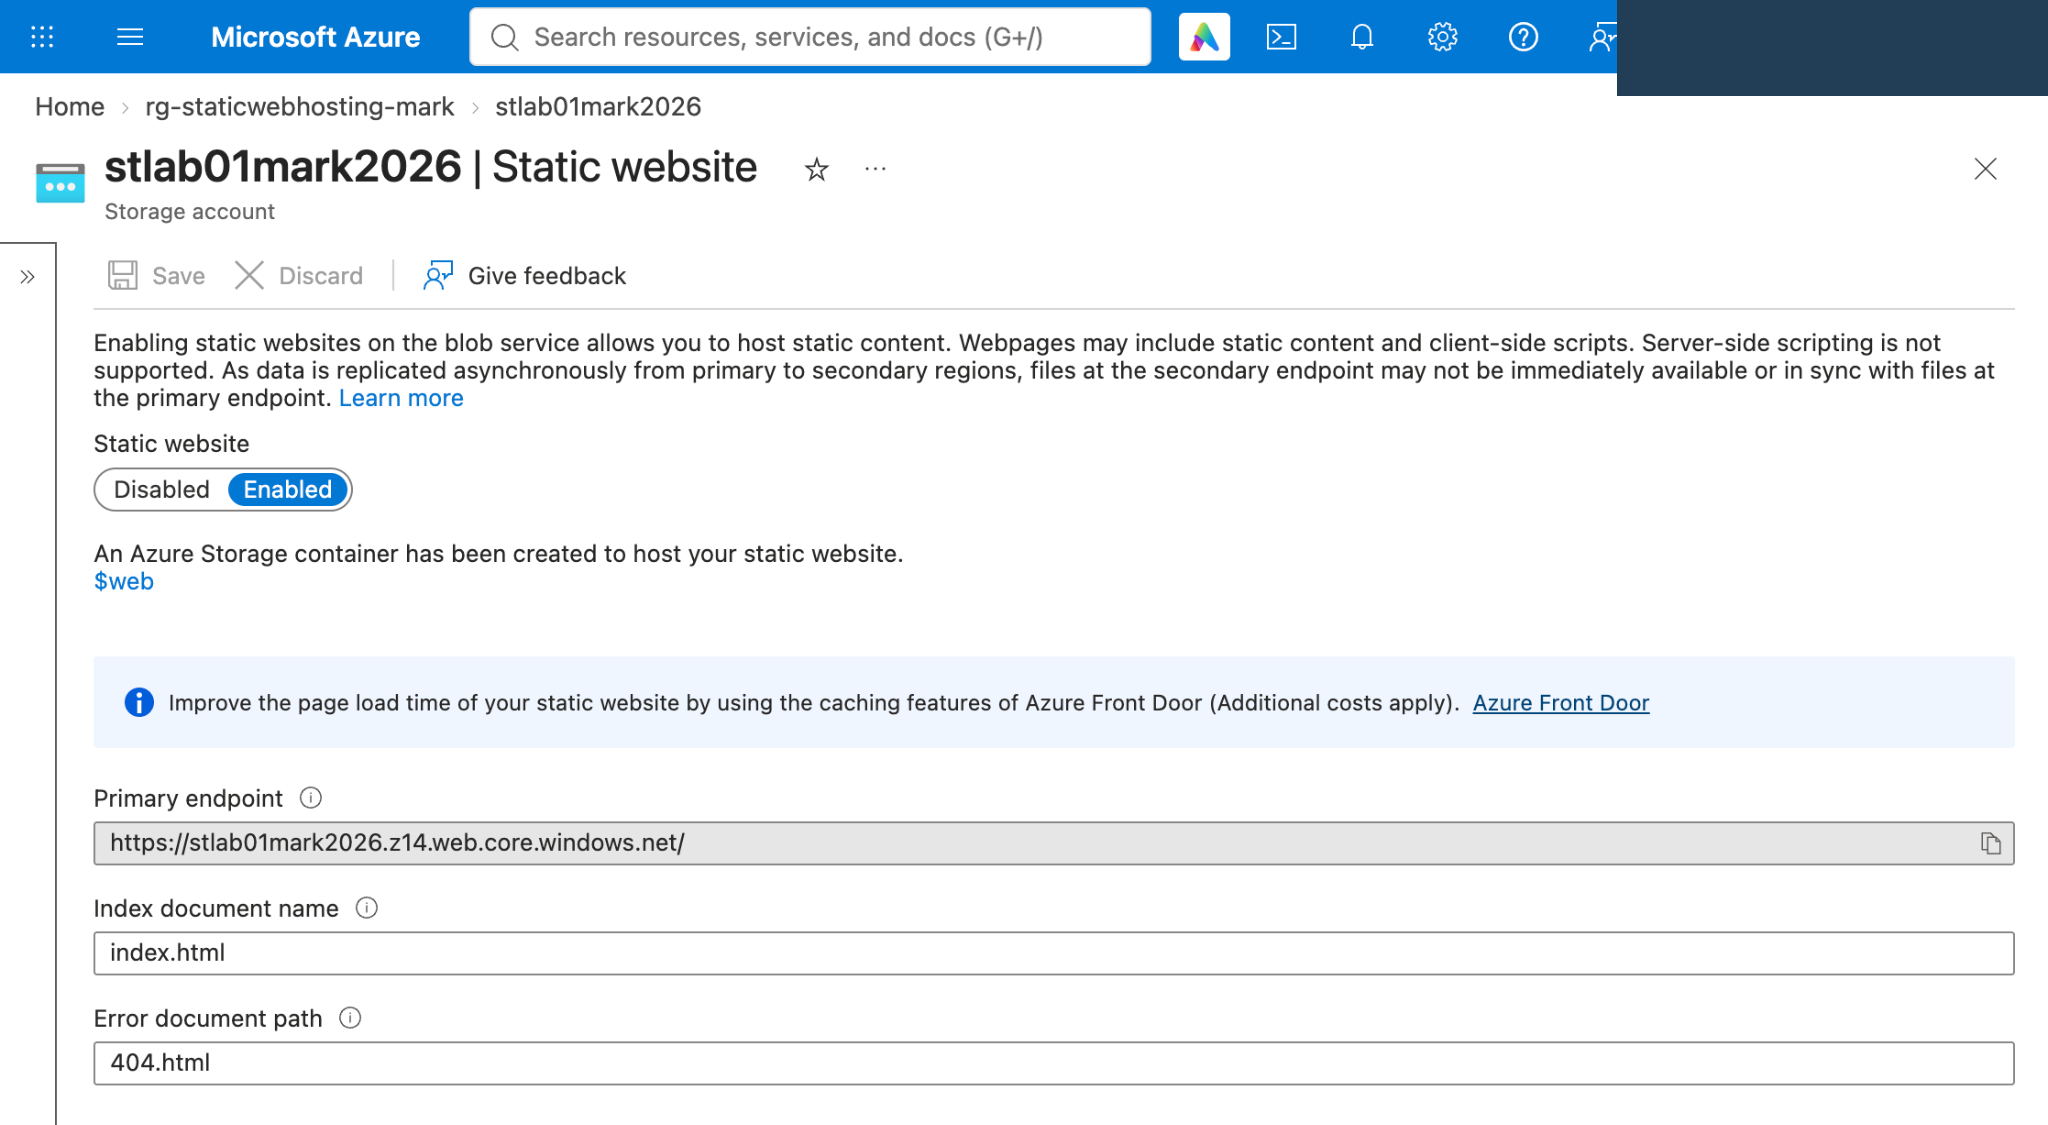 Microsoft Azure
Search resources, services, and docs (G+/)
Home > rg-staticwebhosting-mark > stlab01mark2026
stlab01mark2026 | Static website
Storage account
Save Discard Give feedback
Enabling static websites on the blob service allows you to host static content. Webpages may include static content and client-side scripts. Server-side scripting is not
supported. As data is replicated asynchronously from primary to secondary regions, files at the secondary endpoint may not be immediately available or in sync with files at
the primary endpoint. Learn more
Static website
Disabled Enabled
An Azure Storage container has been created to host your static website.
$web
Improve the page load time of your static website by using the caching features of Azure Front Door (Additional costs apply). Azure Front Door
Primary endpoint
https://stlab01mark2026.z14.web.core.windows.net/
Index document name
index.html
Error document path
404.html